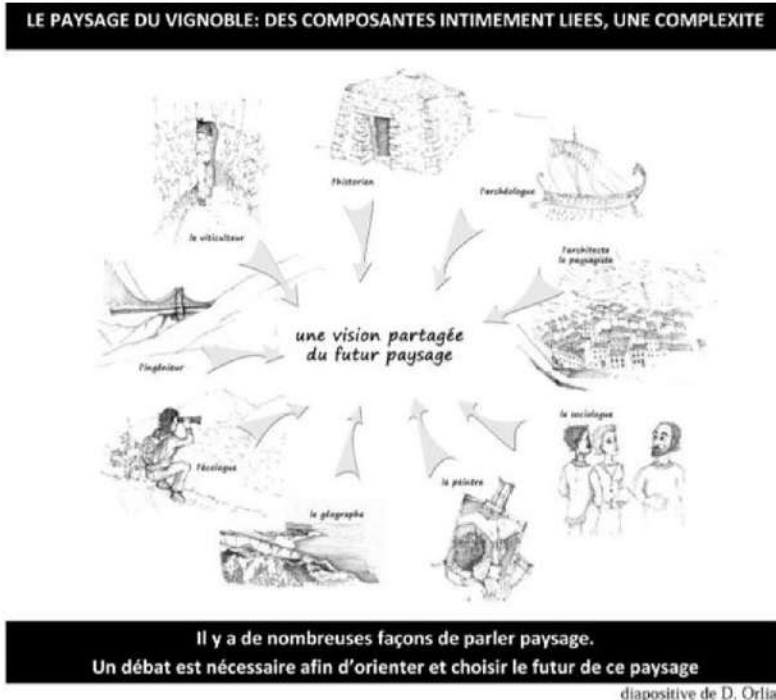 LE PAYSAGE DU VIGNOBLE: DES COMPOSANTES INTIMEMENT LIEES, UNE COMPLEXITE
l'historien
l'archéologue
le viticulteur
l'architecte
le paysagiste
une vision partagée
du futur paysage
l'ingénieur
le sociologue
l'écologue
le peintre
le géographe
Il y a de nombreuses façons de parler paysage.
Un débat est nécessaire afin d'orienter et choisir le futur de ce paysage
diapositive de D. Orlia